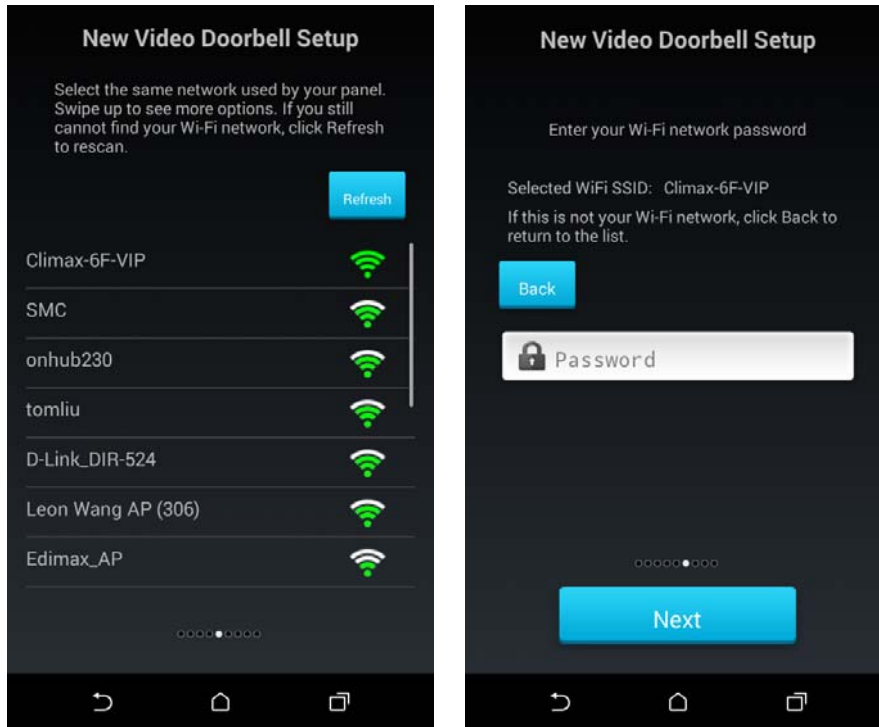 New Video Doorbell Setup
Select the same network used by your panel.
Swipe up to see more options. If you still
cannot find your Wi-Fi network, click Refresh
to rescan.
Refresh
Climax-6F-VIP
SMC
onhub230
tomliu
D-Link_DIR-524
Leon Wang AP (306)
Edimax_AP
New Video Doorbell Setup
Enter your Wi-Fi network password
Selected WiFi SSID: Climax-6F-VIP
If this is not your Wi-Fi network, click Back to
return to the list.
Back
Password
Next